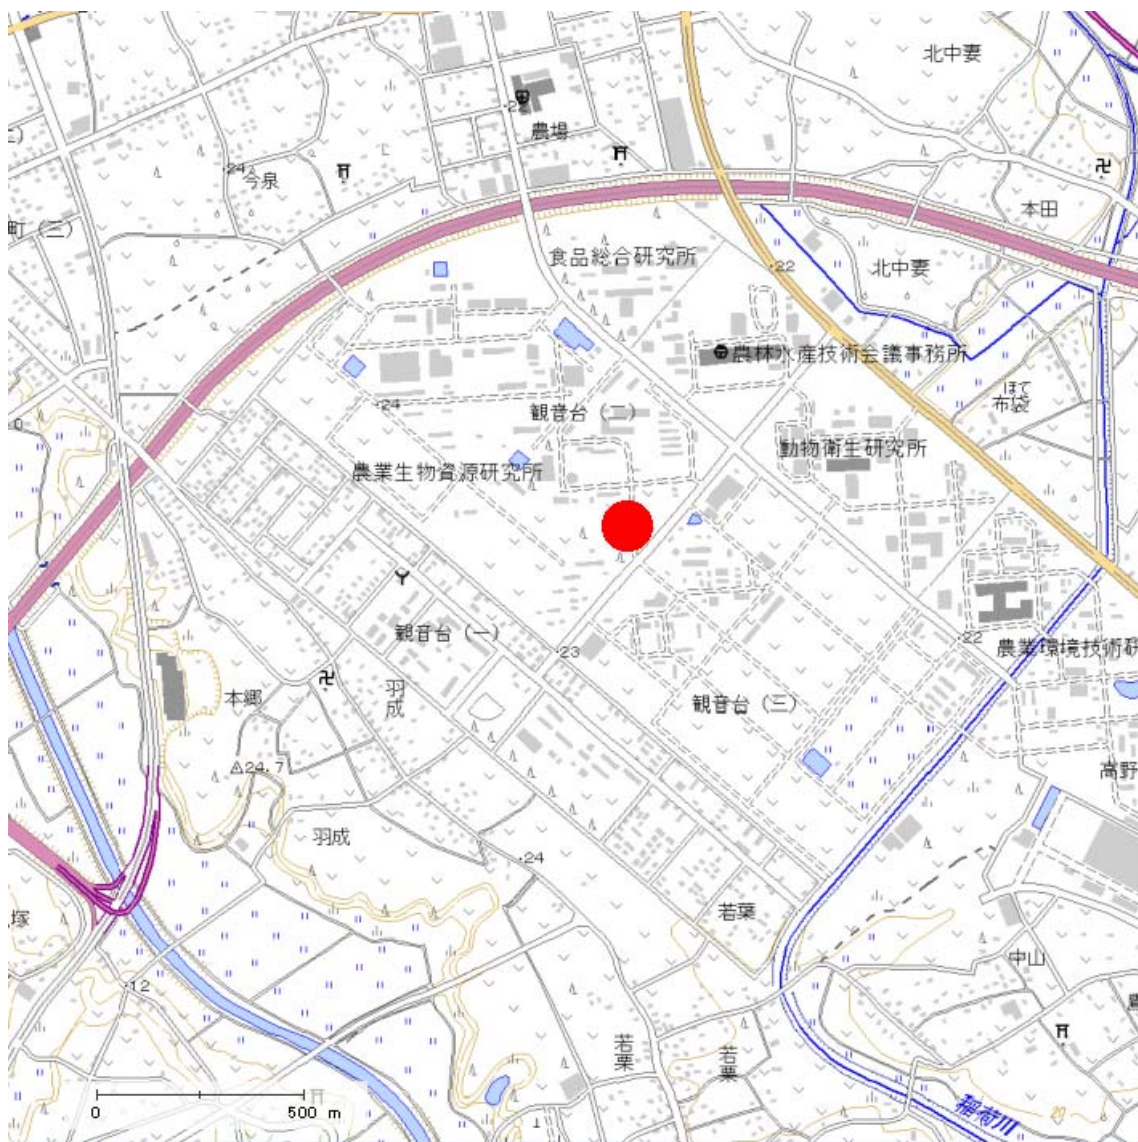 北中妻
22
農場
24
今泉
本田
町(三)
食品総合研究所
22
北中妻
農林水産技術会議事務所
ほて
布袋
24
観音台(二)
動物衛生研究所
農業生物資源研究所
観音台(一)
23
22
農業環境技術研
羽成
本郷
観音台(三)
24.7
高野
羽成
24
若葉
塚
中山
12
若栗
若栗
稲荷川
20
0
500 m